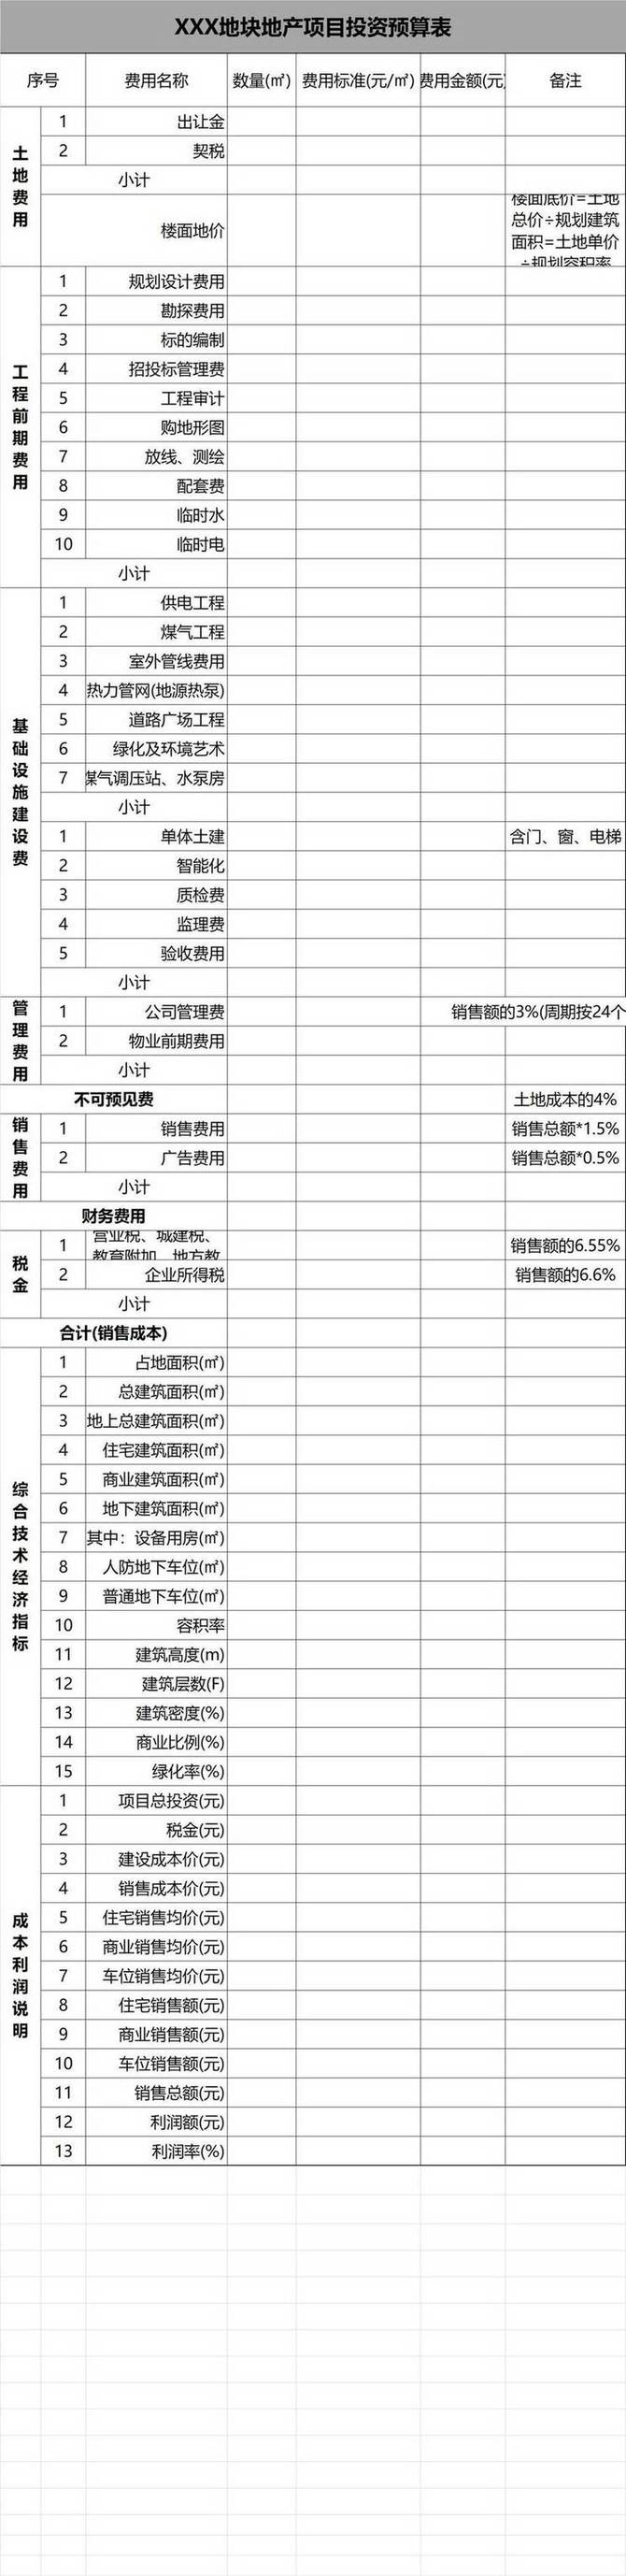 XXX地块地产项目投资预算表
序号 费用名称 数量(㎡) 费用标准(元/㎡) 费用金额(元) 备注
土地费用
1 出让金
2 契税
小计
楼面地价 楼面底价=土地
总价÷规划建筑
面积=土地单价
÷规划容积率
工程前期费用
1 规划设计费用
2 勘探费用
3 标的编制
4 招投标管理费
5 工程审计
6 购地形图
7 放线、测绘
8 配套费
9 临时水
10 临时电
小计
基础设施建设费
1 供电工程
2 煤气工程
3 室外管线费用
4 热力管网(地源热泵)
5 道路广场工程
6 绿化及环境艺术
7 煤气调压站、水泵房
小计
1 单体土建 含门、窗、电梯
2 智能化
3 质检费
4 监理费
5 验收费用
小计
管理费用
1 公司管理费 销售额的3%(周期按24个
2 物业前期费用
小计
不可预见费 土地成本的4%
销售费用
1 销售费用 销售总额*1.5%
2 广告费用 销售总额*0.5%
小计
财务费用
税金
1 营业税、城建税、
教育附加、地方教 销售额的6.55%
2 企业所得税 销售额的6.6%
小计
合计(销售成本)
综合技术经济指标
1 占地面积(㎡)
2 总建筑面积(㎡)
3 地上总建筑面积(㎡)
4 住宅建筑面积(㎡)
5 商业建筑面积(㎡)
6 地下建筑面积(㎡)
7 其中：设备用房(㎡)
8 人防地下车位(㎡)
9 普通地下车位(㎡)
10 容积率
11 建筑高度(m)
12 建筑层数(F)
13 建筑密度(%)
14 商业比例(%)
15 绿化率(%)
成本利润说明
1 项目总投资(元)
2 税金(元)
3 建设成本价(元)
4 销售成本价(元)
5 住宅销售均价(元)
6 商业销售均价(元)
7 车位销售均价(元)
8 住宅销售额(元)
9 商业销售额(元)
10 车位销售额(元)
11 销售总额(元)
12 利润额(元)
13 利润率(%)